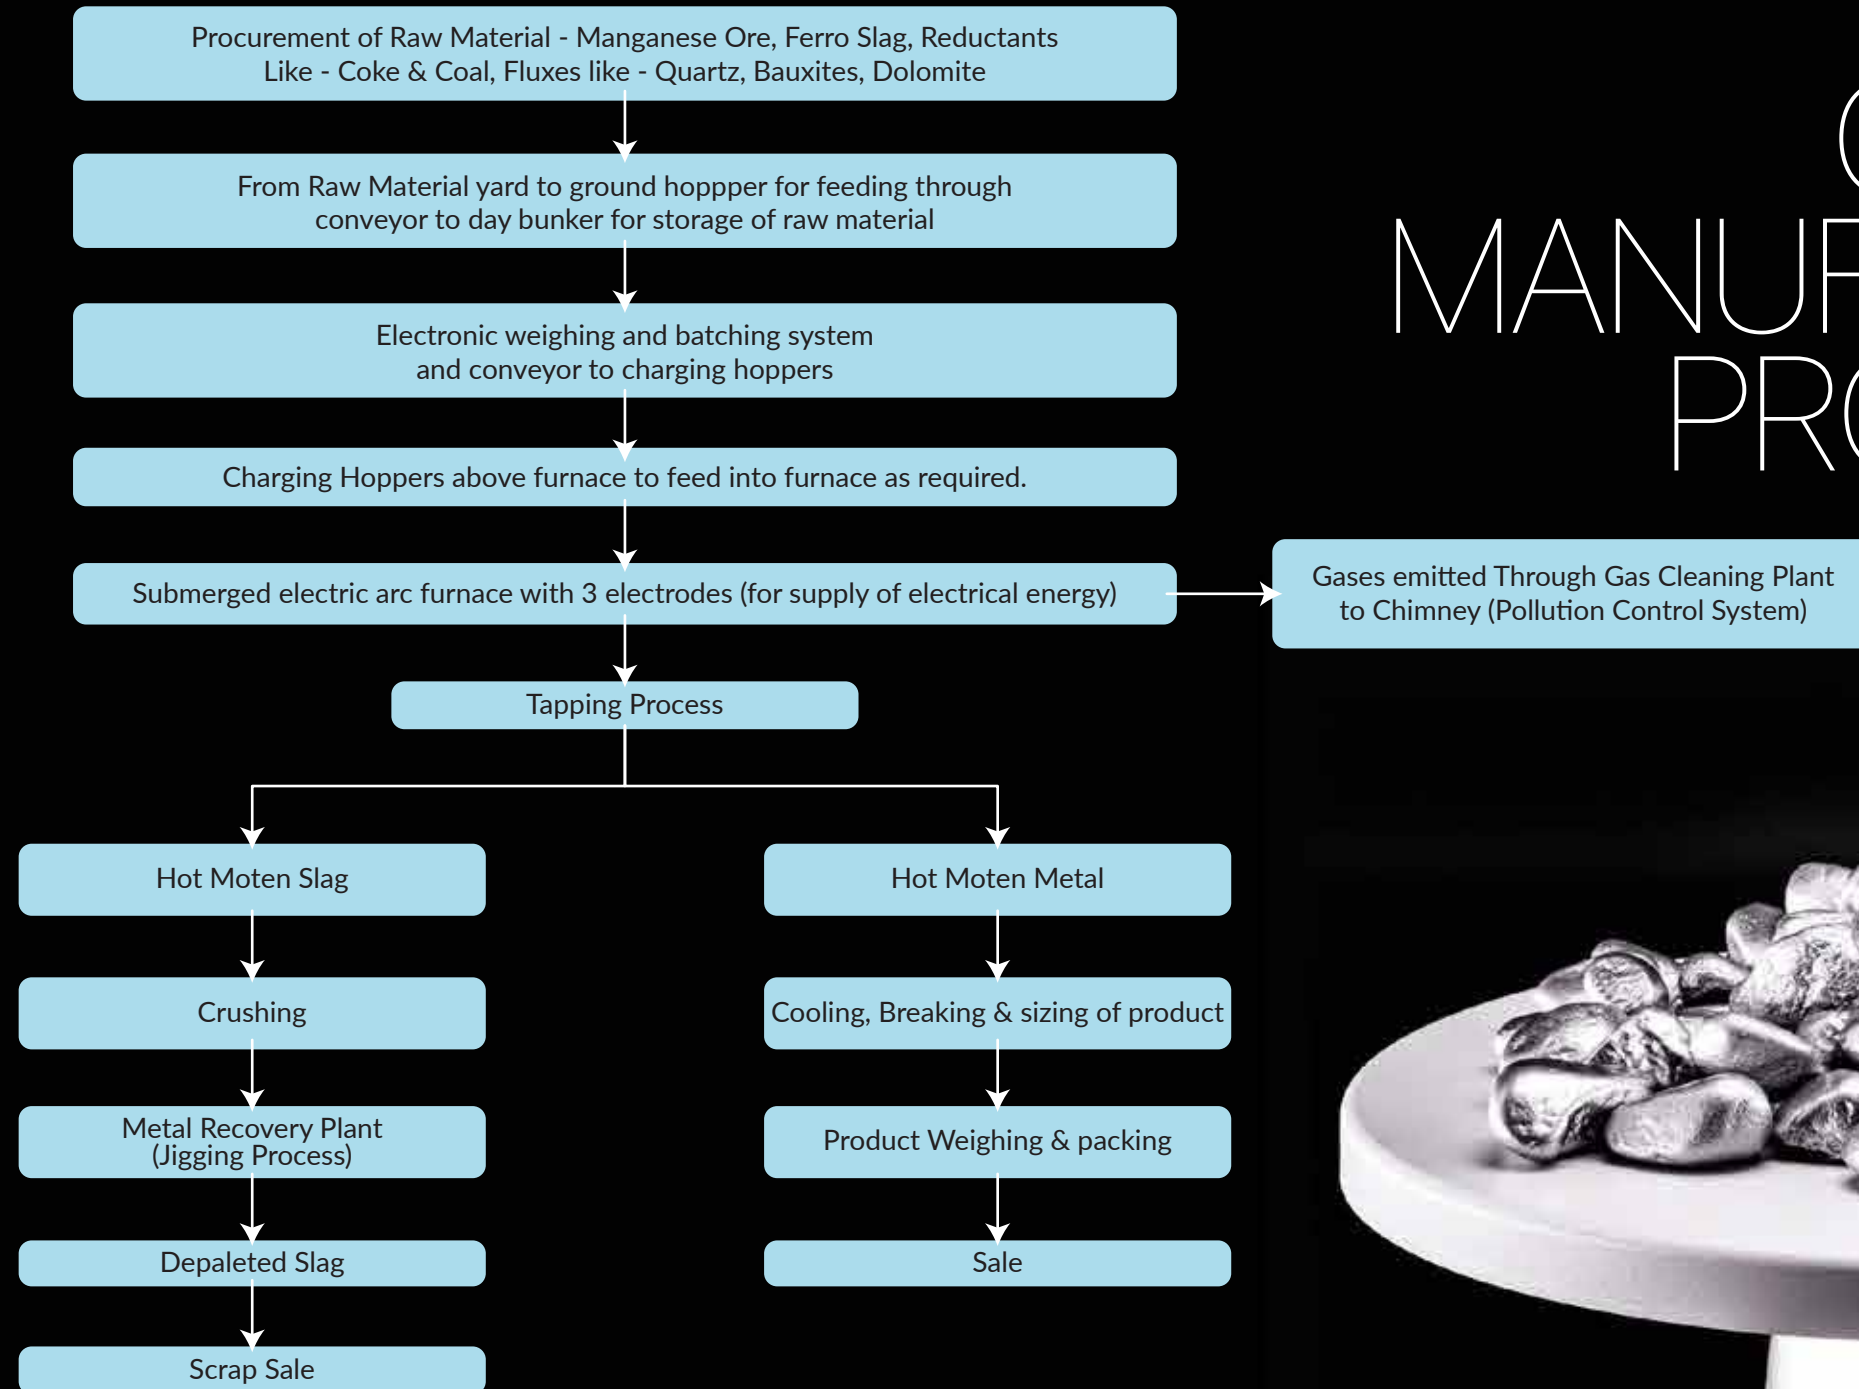 Procurement of Raw Material - Manganese Ore, Ferro Slag, Reductants
Like - Coke & Coal, Fluxes like - Quartz, Bauxites, Dolomite
From Raw Material yard to ground hoppper for feeding through
conveyor to day bunker for storage of raw material
Electronic weighing and batching system
and conveyor to charging hoppers
Charging Hoppers above furnace to feed into furnace as required.
Submerged electric arc furnace with 3 electrodes (for supply of electrical energy)
Gases emitted Through Gas Cleaning Plant
to Chimney (Pollution Control System)
Tapping Process
Hot Moten Slag
Crushing
Metal Recovery Plant
(Jigging Process)
Depaleted Slag
Scrap Sale
Hot Moten Metal
Cooling, Breaking & sizing of product
Product Weighing & packing
Sale